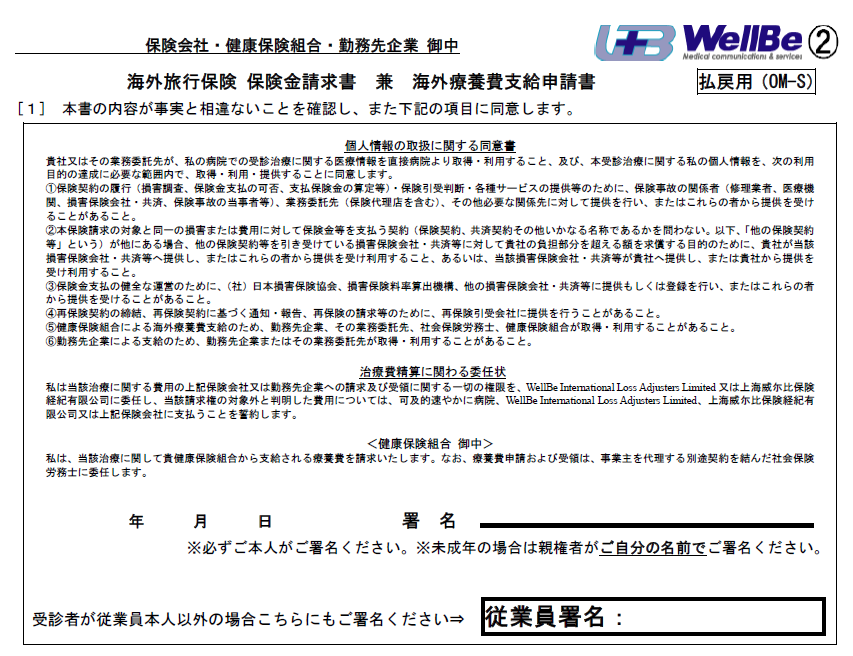 保険会社・健康保険組合・勤務先企業 御中
UEB WellBe ②
Medical communications & services
海外旅行保険 保険金請求書 兼 海外療養費支給申請書
払戻用（OM-S）
［１］ 本書の内容が事実と相違ないことを確認し、また下記の項目に同意します。
個人情報の取扱に関する同意書
貴社又はその業務委託先が、私の病院での受診治療に関する医療情報を直接病院より取得・利用すること、及び、本受診治療に関する私の個人情報を、次の利用
目的の達成に必要な範囲内で、取得・利用・提供することに同意します。
①保険契約の履行（損害調査、保険金支払の可否、支払保険金の算定等）・保険引受判断・各種サービスの提供等のために、保険事故の関係者（修理業者、医療機
関、損害保険会社・共済、保険事故の当事者等）、業務委託先（保険代理店を含む）、その他必要な関係先に対して提供を行い、またはこれらの者から提供を受け
ることがあること。
②本保険請求の対象と同一の損害または費用に対して保険金等を支払う契約（保険契約、共済契約その他いかなる名称であるかを問わない。以下、「他の保険契約
等」という）が他にある場合、他の保険契約等を引き受けている損害保険会社・共済等に対して貴社の負担部分を超える額を求償する目的のために、貴社が当該
損害保険会社・共済等へ提供し、またはこれらの者から提供を受け利用すること、あるいは、当該損害保険会社・共済等が貴社へ提供し、または貴社から提供を
受け利用すること。
③保険金支払の健全な運営のために、（社）日本損害保険協会、損害保険料率算出機構、他の損害保険会社・共済等に提供もしくは登録を行い、またはこれらの者
から提供を受けることがあること。
④再保険契約の締結、再保険契約に基づく通知・報告、再保険の請求等のために、再保険引受会社に提供を行うことがあること。
⑤健康保険組合による海外療養費支給のため、勤務先企業、その業務委託先、社会保険労務士、健康保険組合が取得・利用することがあること。
⑥勤務先企業による支給のため、勤務先企業またはその業務委託先が取得・利用することがあること。
治療費精算に関わる委任状
私は当該治療に関する費用の上記保険会社又は勤務先企業への請求及び受領に関する一切の権限を、WellBe International Loss Adjusters Limited 又は上海威尔比保険
経紀有限公司に委任し、当該請求権の対象外と判明した費用については、可及的速やかに病院、WellBe International Loss Adjusters Limited、上海威尔比保険経紀有
限公司又は上記保険会社に支払うことを誓約します。
＜健康保険組合 御中＞
私は、当該治療に関して貴健康保険組合から支給される療養費を請求いたします。なお、療養費申請および受領は、事業主を代理する別途契約を結んだ社会保険
労務士に委任します。
年 月 日 署 名
※必ずご本人がご署名ください。※未成年の場合は親権者がご自分の名前でご署名ください。
受診者が従業員本人以外の場合こちらにもご署名ください⇒
従業員署名：